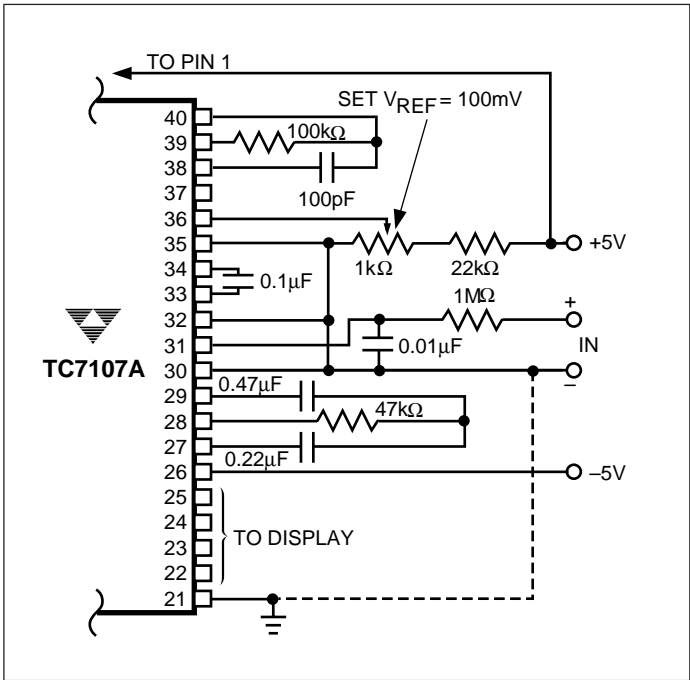 TO PIN 1
SET VREF = 100mV
40
39
100kΩ
38
37
100pF
36
35
+5V
1kΩ
22kΩ
34
0.1µF
33
1MΩ
+
32
IN
31
0.01µF
TC7107A
30
–
29
0.47µF
28
47kΩ
27
0.22µF
26
–5V
25
24
TO DISPLAY
23
22
21